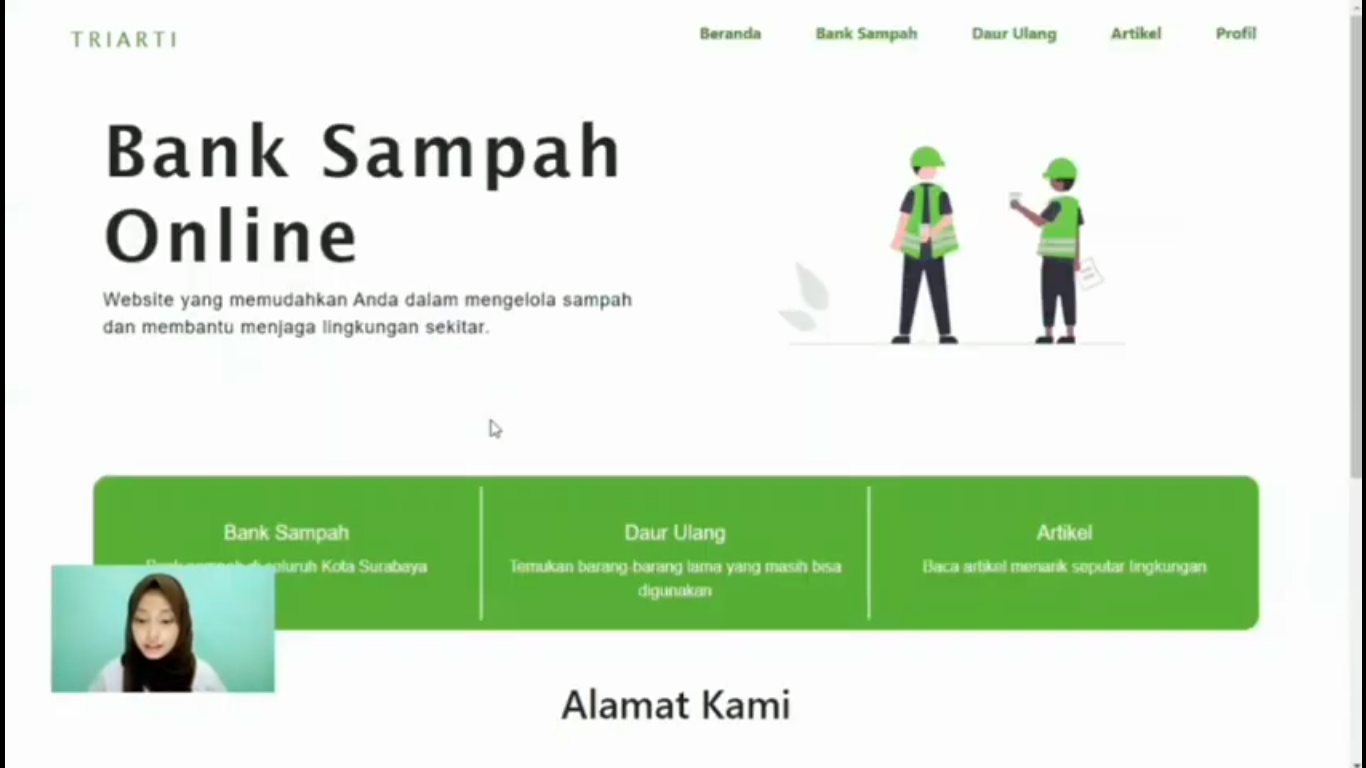 TRIARTI
Beranda Bank Sampah Daur Ulang Artikel Profil
Bank Sampah
Online
Website yang memudahkan Anda dalam mengelola sampah
dan membantu menjaga lingkungan sekitar.
Bank Sampah
Bank sampah di seluruh Kota Surabaya
Daur Ulang
Temukan barang-barang lama yang masih bisa
digunakan
Artikel
Baca artikel menarik seputar lingkungan
Alamat Kami